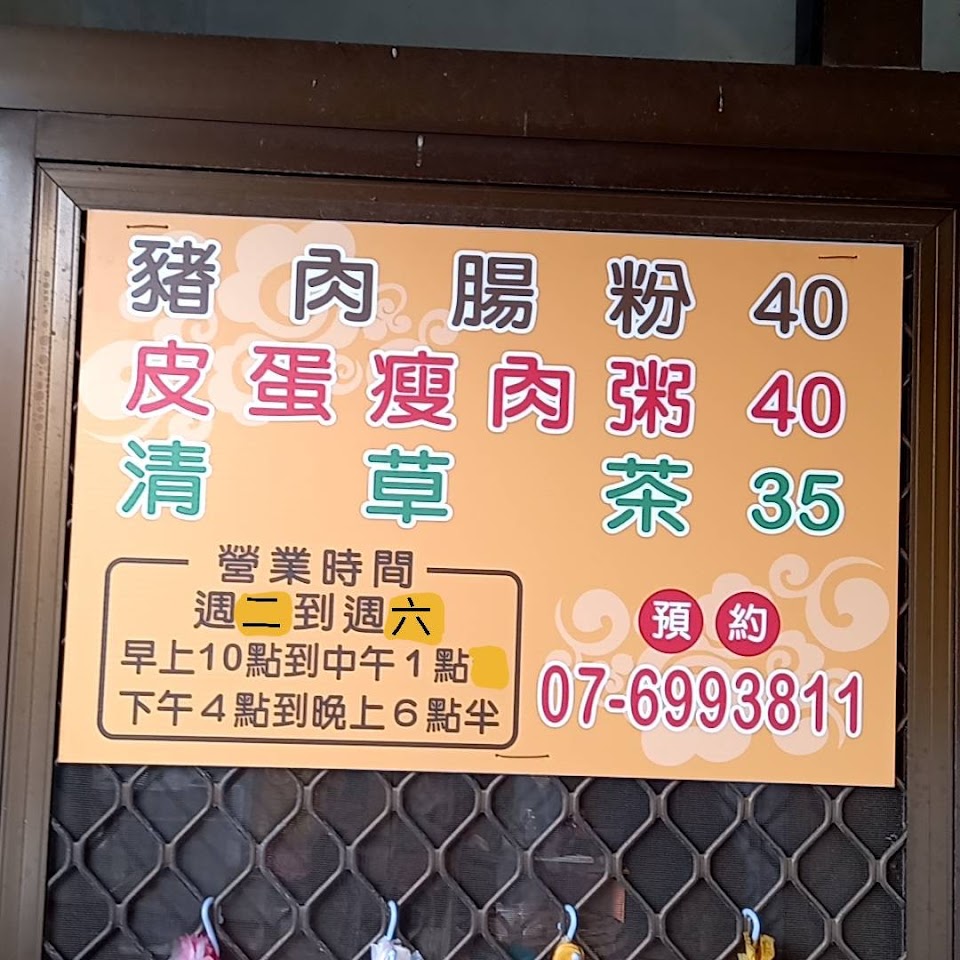 豬肉腸粉 40
皮蛋瘦肉粥 40
清草茶 35
營業時間
週二到週六
早上10點到中午1點
下午4點到晚上6點半
預約
07-6993811